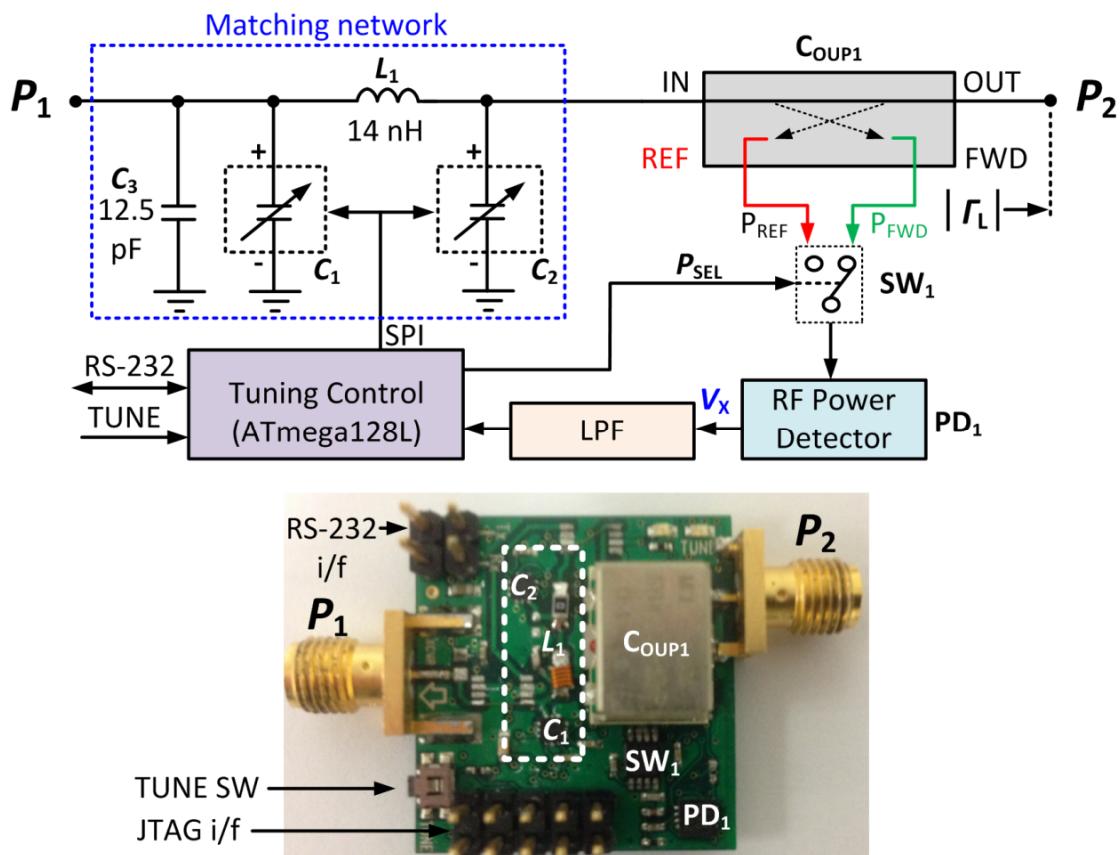 Matching network
P1
L1
14 nH
C3
12.5
pF
+
-
C1
+
-
C2
COUP1
IN
OUT
P2
REF
FWD
PREF
PFWD
|ΓL|
PSEL
SW1
SPI
RS-232
TUNE
Tuning Control
(ATmega128L)
LPF
VX
RF Power
Detector
PD1
RS-232
i/f
P1
C2
L1
C1
COUP1
TUNE
P2
SW1
PD1
TUNE SW
JTAG i/f